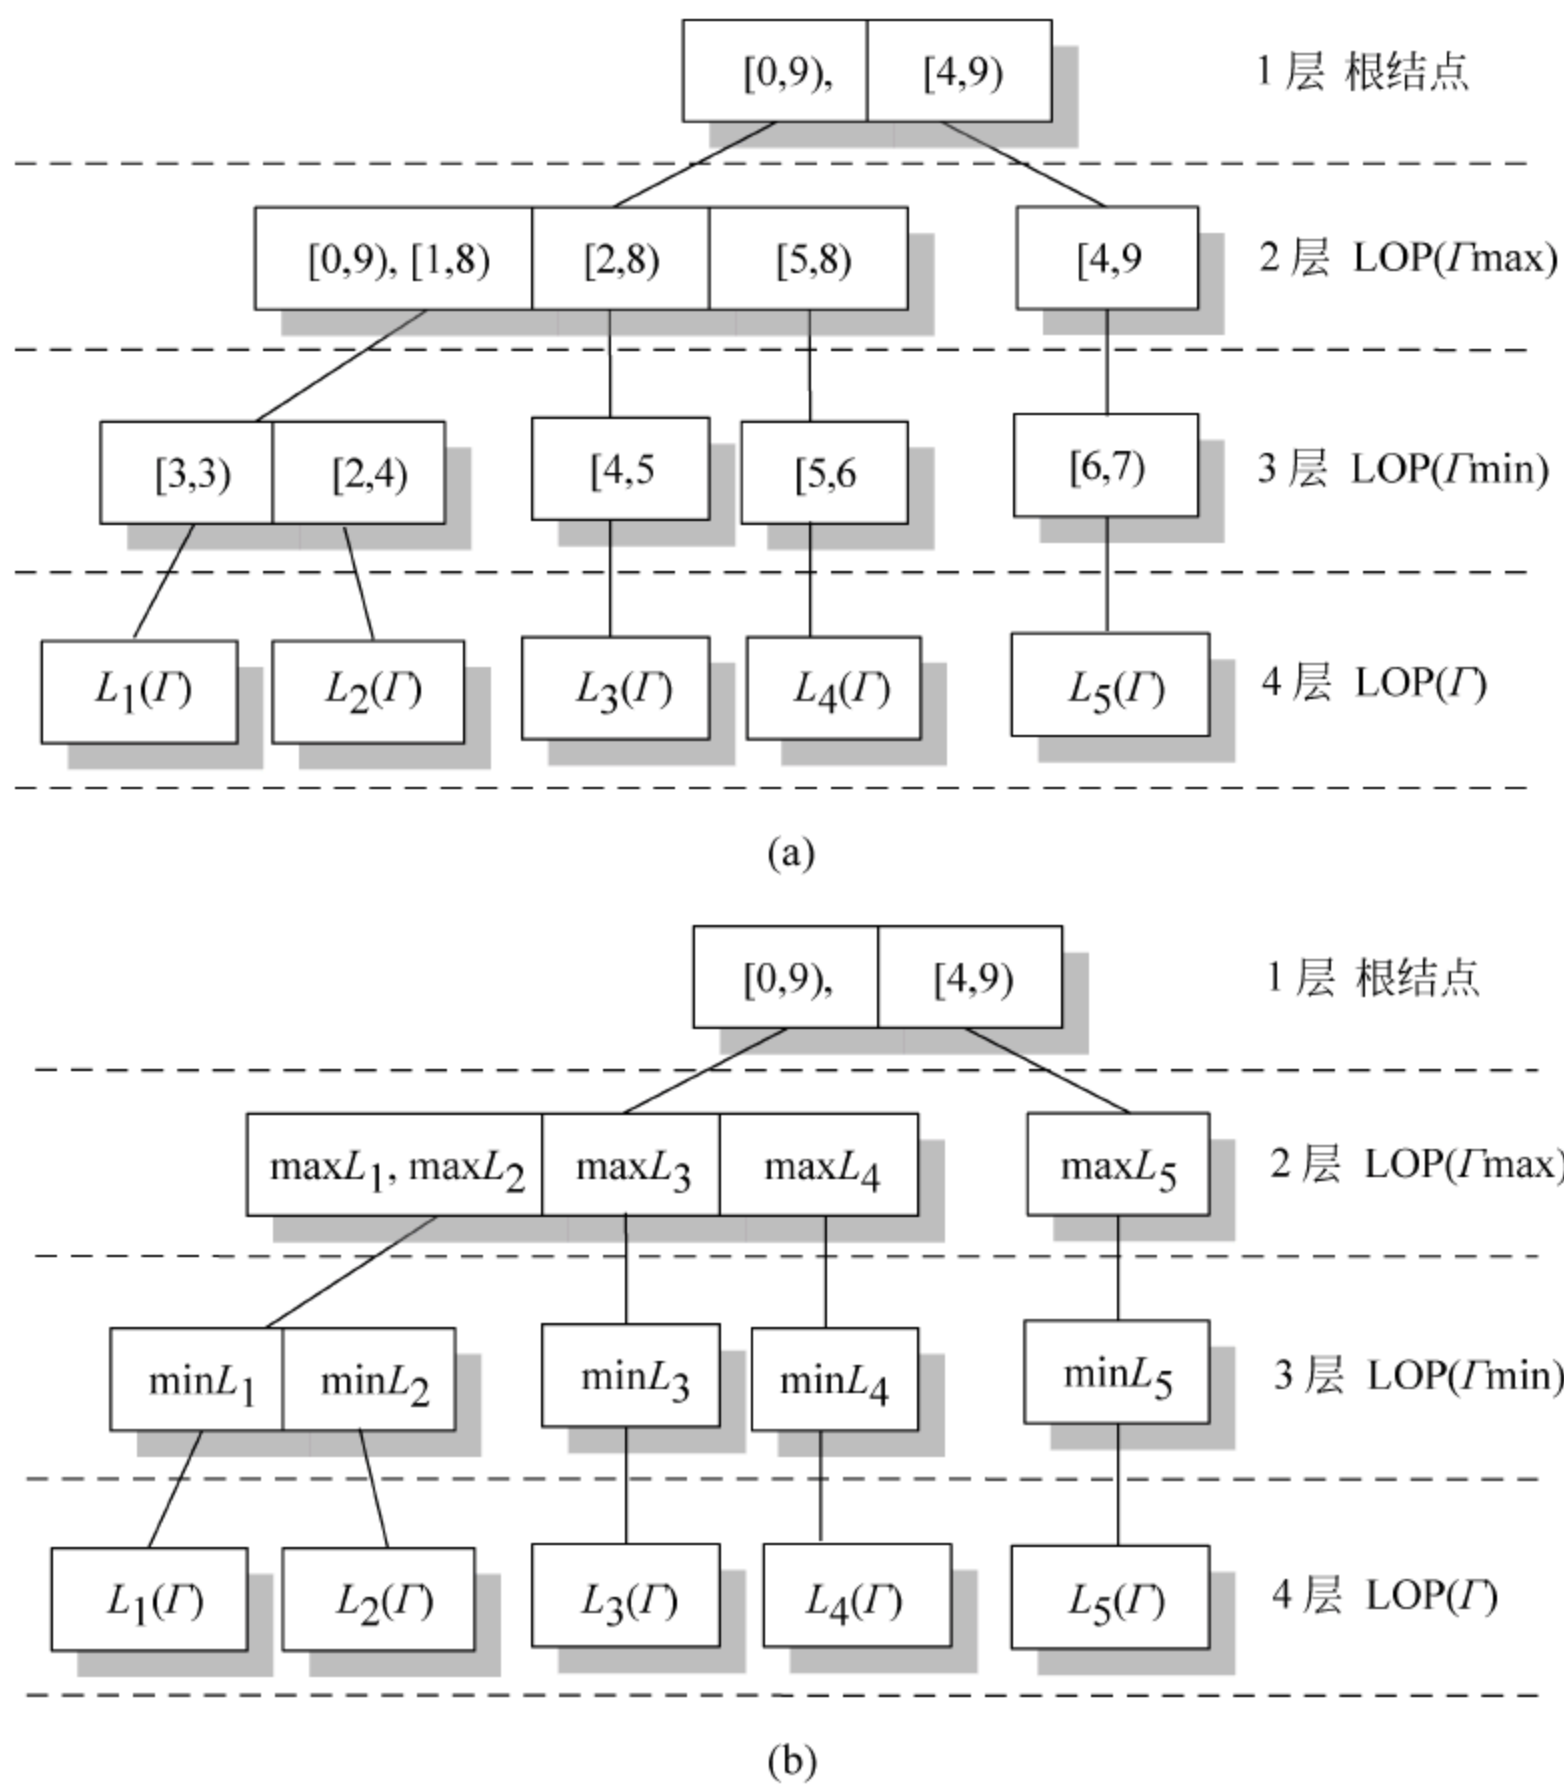 [0,9), [4,9) 1层 根结点
[0,9), [1,8) [2,8) [5,8) [4,9 2层 LOP(Γmax)
[3,3) [2,4) [4,5 [5,6 [6,7) 3层 LOP(Γmin)
L1(Γ) L2(Γ) L3(Γ) L4(Γ) L5(Γ) 4层 LOP(Γ)
(a)
[0,9), [4,9) 1层 根结点
maxL1, maxL2 maxL3 maxL4 maxL5 2层 LOP(Γmax)
minL1 minL2 minL3 minL4 minL5 3层 LOP(Γmin)
L1(Γ) L2(Γ) L3(Γ) L4(Γ) L5(Γ) 4层 LOP(Γ)
(b)